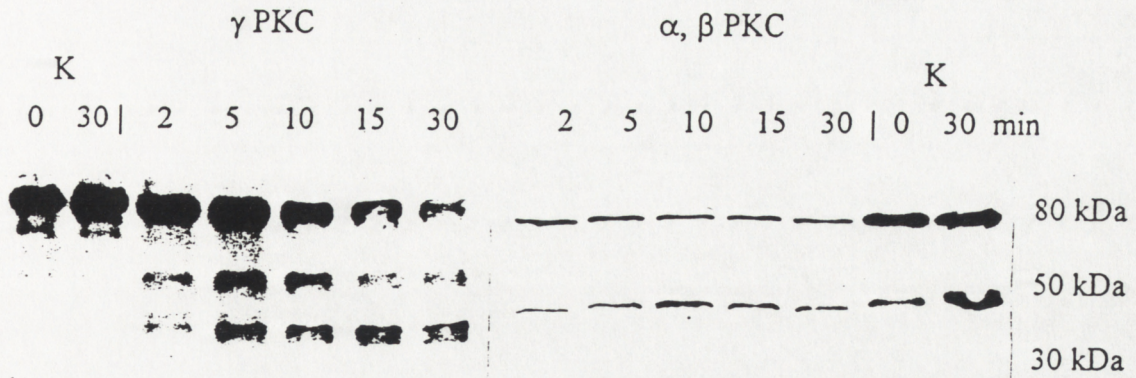 γ PKC α, β PKC
K K
0 30 | 2 5 10 15 30 2 5 10 15 30 | 0 30 min
80 kDa
50 kDa
30 kDa